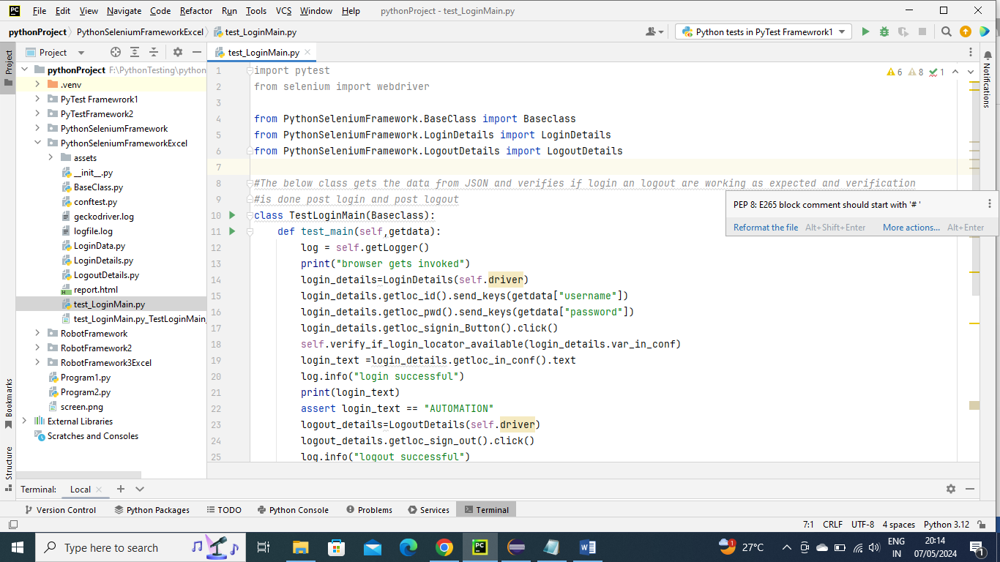 PC File Edit View Navigate Code Refactor Run Tools VCS Window Help pythonProject - test_LoginMain.py
pythonProject PythonSeleniumFrameworkExcel test_LoginMain.py Python tests in PyTest Framewrork1
Project
Project
test_LoginMain.py
pythonProject F:\PythonTesting\python
.venv
PyTest Framewrork1
PyTestFramework2
PythonSeleniumFramework
PythonSeleniumFrameworkExcel
assets
__init__.py
BaseClass.py
conftest.py
geckodriver.log
logfile.log
LoginData.py
LoginDetails.py
LogoutDetails.py
report.html
test_LoginMain.py
test_LoginMain.py_TestLoginMain_
RobotFramework
RobotFramework2
RobotFramework3Excel
Program1.py
Program2.py
screen.png
External Libraries
Scratches and Consoles
Bookmarks
Structure
6 8 1
Notifications
1 import pytest
2 from selenium import webdriver
3
4 from PythonSeleniumFramework.BaseClass import Baseclass
5 from PythonSeleniumFramework.LoginDetails import LoginDetails
6 from PythonSeleniumFramework.LogoutDetails import LogoutDetails
7
8 #The below class gets the data from JSON and verifies if login an logout are working as expected and verification
9 #is done post login and post logout
10 class TestLoginMain(Baseclass):
11 def test_main(self,getdata):
12 log = self.getLogger()
13 print("browser gets invoked")
14 login_details=LoginDetails(self.driver)
15 login_details.getloc_id().send_keys(getdata["username"])
16 login_details.getloc_pwd().send_keys(getdata["password"])
17 login_details.getloc_signin_Button().click()
18 self.verify_if_login_locator_available(login_details.var_in_conf)
19 login_text =login_details.getloc_in_conf().text
20 log.info("login successful")
21 print(login_text)
22 assert login_text == "AUTOMATION"
23 logout_details=LogoutDetails(self.driver)
24 logout_details.getloc_sign_out().click()
25 log.info("logout successful")
PEP 8: E265 block comment should start with '# '
Reformat the file Alt+Shift+Enter More actions... Alt+Enter
Terminal: Local
Version Control Python Packages TODO Python Console Problems Services Terminal
7:1 CRLF UTF-8 4 spaces Python 3.12
Type here to search
PC
W
27°C
ENG
IN
20:14
07/05/2024
1